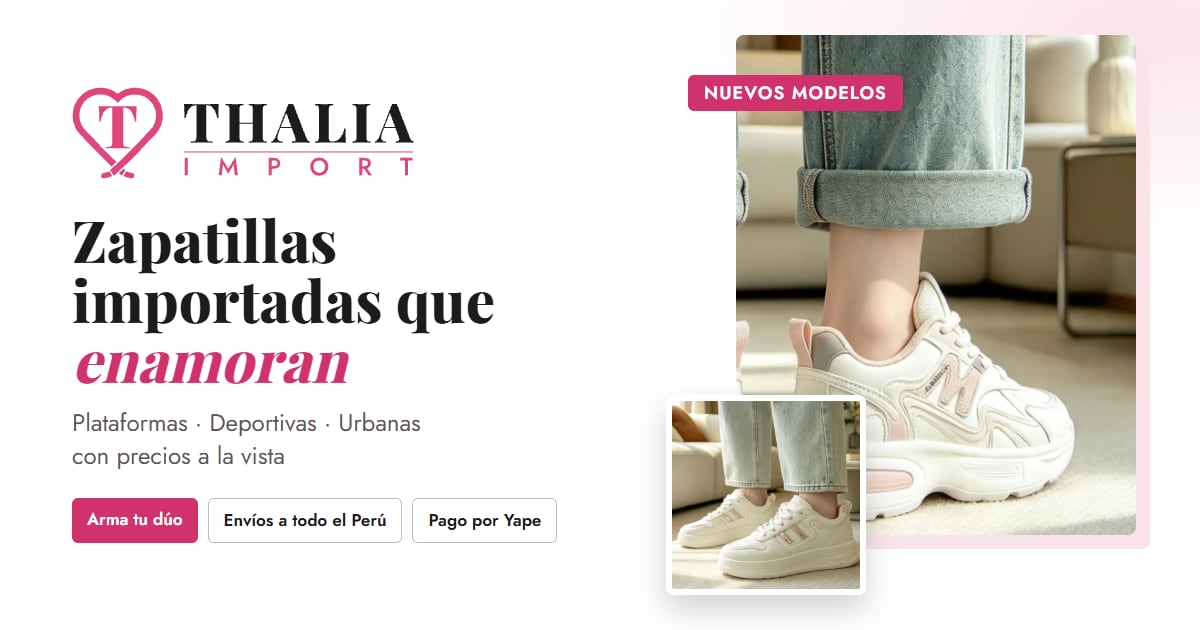 T
THALIA
IMPORT
NUEVOS MODELOS
Zapatillas
importadas que
enamoran
Plataformas · Deportivas · Urbanas
con precios a la vista
Arma tu dúo
Envíos a todo el Perú
Pago por Yape